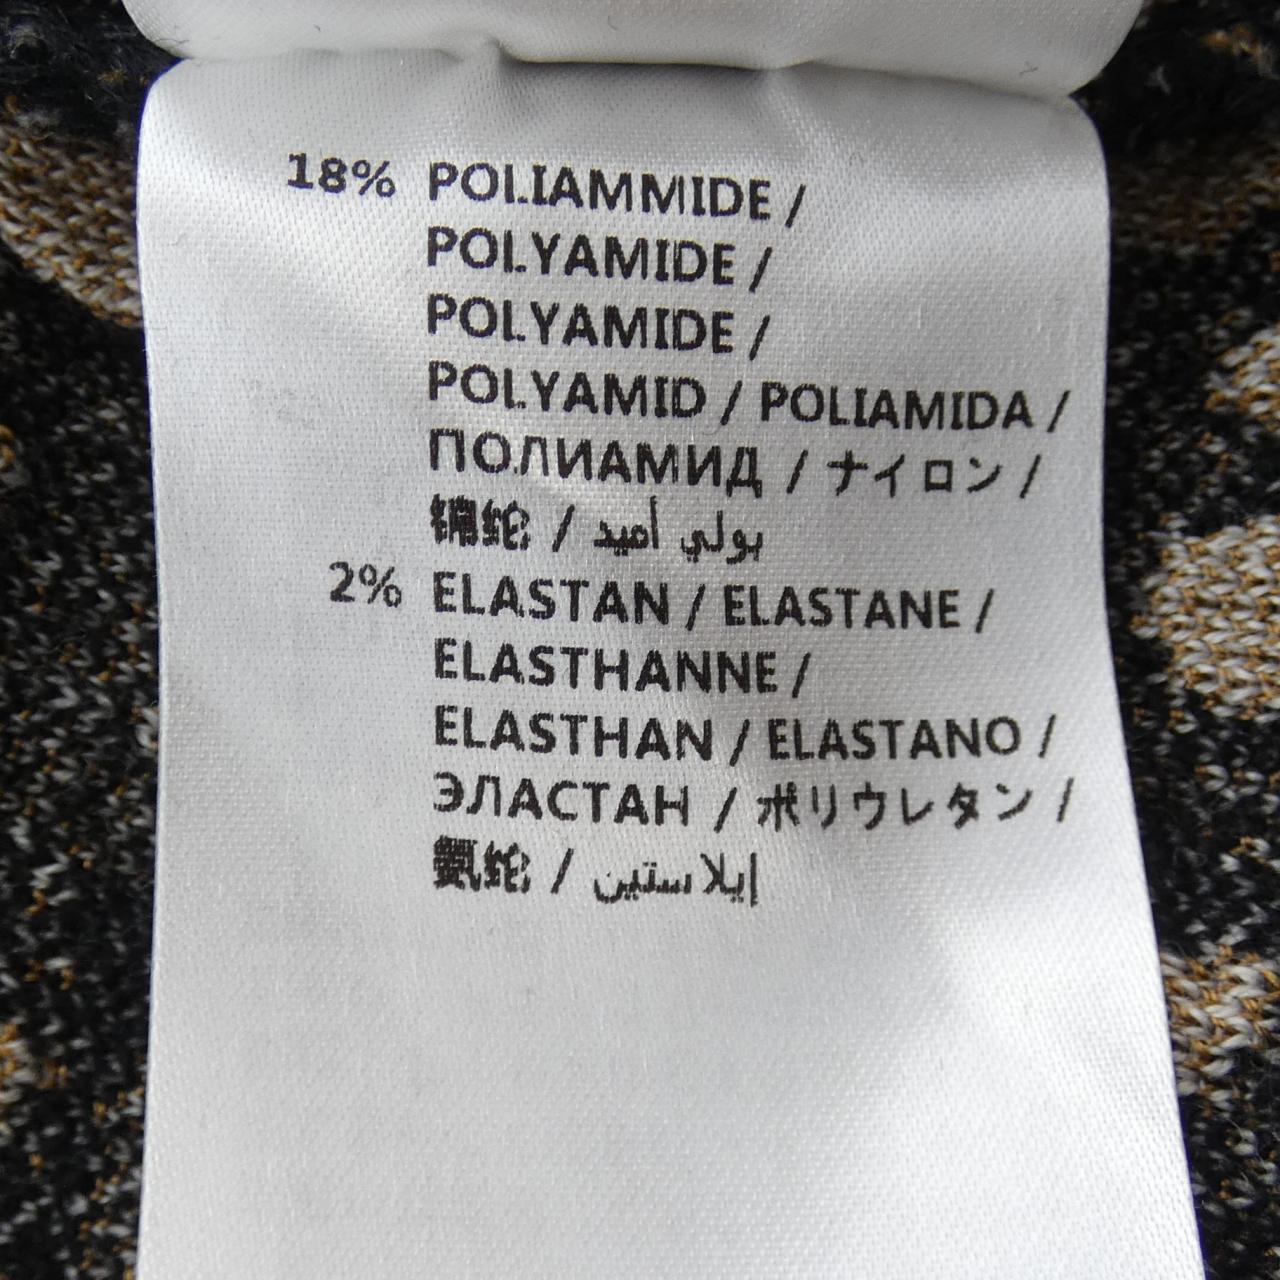 18% POLIAMMIDE /
POLYAMIDE /
POLYAMIDE /
POLYAMID / POLIAMIDA /
ПОЛИАМИД / ナイロン /
锦纶 / بولي أميد
2% ELASTAN / ELASTANE /
ELASTHANNE /
ELASTHAN / ELASTANO /
ЭЛАСТАН / ポリウレタン /
氨纶 / إيلاستين